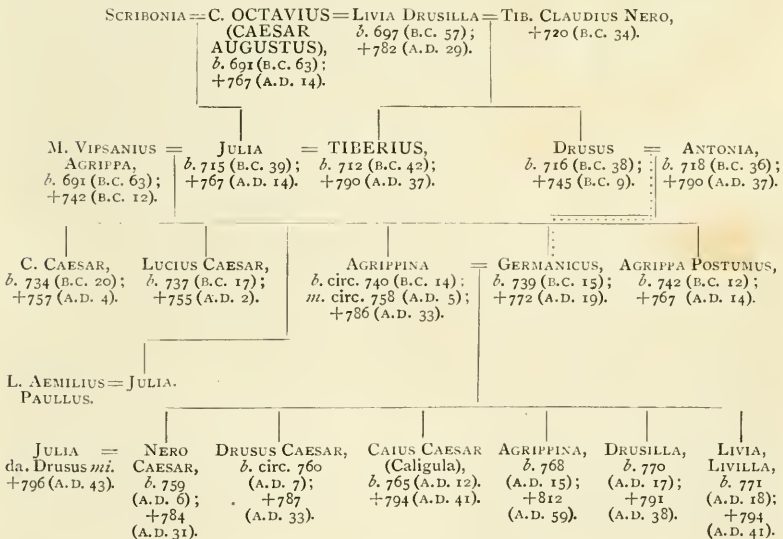 SCRIBONIA = C. OCTAVIUS = LIVIA DRUSILLA = TIB. CLAUDIUS NERO,
(CAESAR b. 697 (B.C. 57); +720 (B.C. 34).
AUGUSTUS), +782 (A.D. 29).
b. 691 (B.C. 63);
+767 (A.D. 14).
M. VIPSANIUS = JULIA = TIBERIUS, DRUSUS = ANTONIA,
AGRIPPA, b. 715 (B.C. 39); b. 712 (B.C. 42); b. 716 (B.C. 38); b. 718 (B.C. 36);
b. 691 (B.C. 63); +767 (A.D. 14). +790 (A.D. 37). +745 (B.C. 9). +790 (A.D. 37).
+742 (B.C. 12).
C. CAESAR, LUCIUS CAESAR, AGRIPPINA = GERMANICUS, AGRIPPA POSTUMUS,
b. 734 (B.C. 20); b. 737 (B.C. 17); b. circ. 740 (B.C. 14); b. 739 (B.C. 15); b. 742 (B.C. 12);
+757 (A.D. 4). +755 (A.D. 2). m. circ. 758 (A.D. 5); +772 (A.D. 19). +767 (A.D. 14).
+786 (A.D. 33).
L. AEMILIUS = JULIA.
PAULLUS.
JULIA = NERO DRUSUS CAESAR, CAIUS CAESAR AGRIPPINA, DRUSILLA, LIVIA,
da. Drusus mi. CAESAR, b. circ. 760 (Caligula), b. 768 b. 770 LIVILLA,
+796 (A.D. 43). b. 759 (A.D. 7); b. 765 (A.D. 12). (A.D. 15); (A.D. 17); b. 771
(A.D. 6); +787 +794 (A.D. 41). +812 +791 (A.D. 18);
+784 (A.D. 33). (A.D. 59). (A.D. 38). +794
(A.D. 31). (A.D. 41).